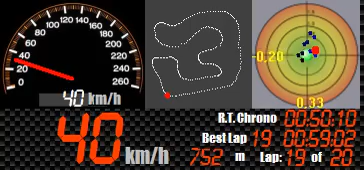 0 20 40 60 80 100 120 140 160 180 200 220 240 260
40 km/h
-0,20
0.33
R.T. Chrono 00:50:10
Best Lap 19 00:59:02
40 km/h 752 m Lap: 19 of 20